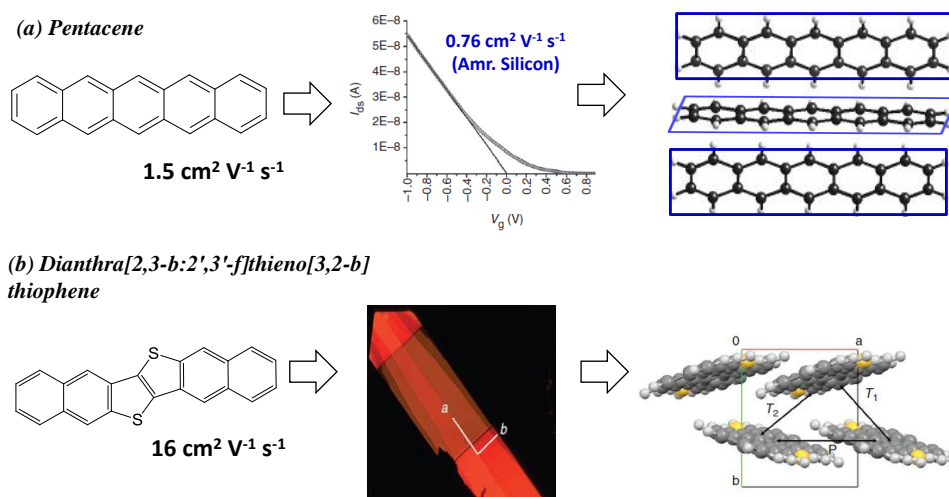 (a) Pentacene
1.5 cm² V⁻¹ s⁻¹
6E–8
5E–8
4E–8
3E–8
2E–8
1E–8
I_ds (A)
–1.0
–0.8
–0.6
–0.4
–0.2
0.0
0.2
0.4
0.6
0.8
V_g (V)
0.76 cm² V⁻¹ s⁻¹
(Amr. Silicon)
(b) Dianthra[2,3-b:2',3'-f]thieno[3,2-b]
thiophene
S
S
16 cm² V⁻¹ s⁻¹
a
b
0
a
T₂
T₁
P
b